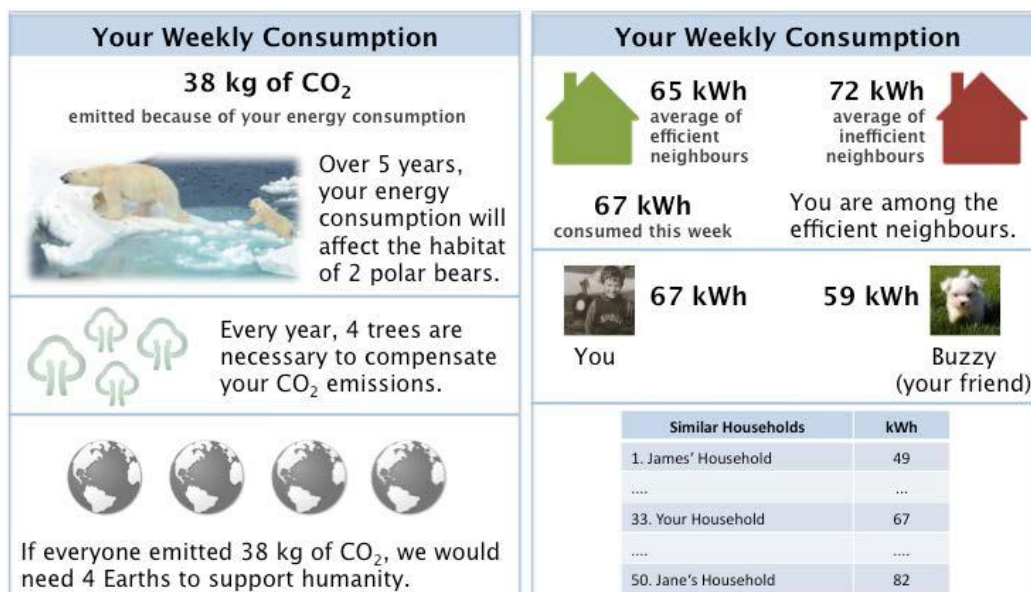 Your Weekly Consumption
38 kg of CO₂
emitted because of your energy consumption
Over 5 years,
your energy
consumption will
affect the habitat
of 2 polar bears.
Every year, 4 trees are
necessary to compensate
your CO₂ emissions.
If everyone emitted 38 kg of CO₂, we would
need 4 Earths to support humanity.
Your Weekly Consumption
65 kWh
average of
efficient
neighbours
72 kWh
average of
inefficient
neighbours
67 kWh
consumed this week
You are among the
efficient neighbours.
67 kWh
You
59 kWh
Buzzy
(your friend)
Similar Households kWh
1. James' Household 49
.... ...
33. Your Household 67
.... ....
50. Jane's Household 82